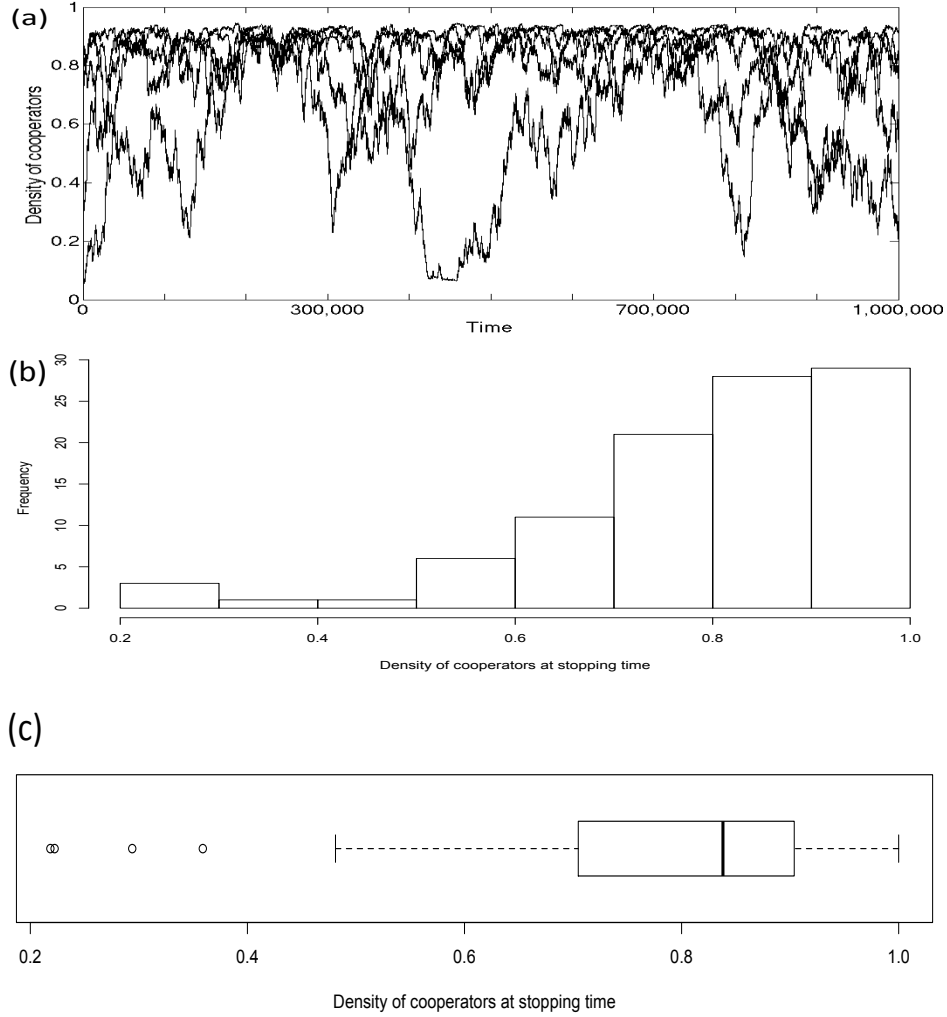 (a)
Density of cooperators
1
0.8
0.6
0.4
0.2
0
0 300,000 700,000 1,000,000
Time
(b)
Frequency
30
25
20
15
10
5
0
0.2 0.4 0.6 0.8 1.0
Density of cooperators at stopping time
(c)
0.2 0.4 0.6 0.8 1.0
Density of cooperators at stopping time